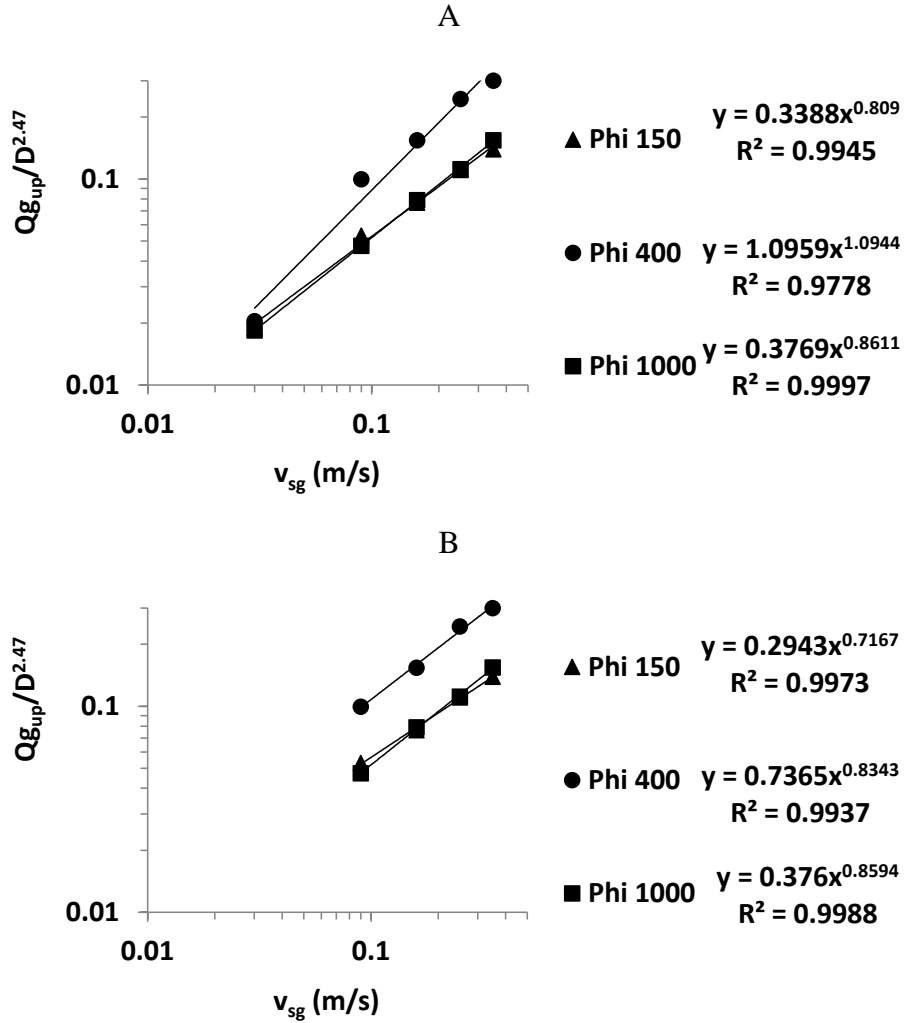 A
Qg_up/D^2.47
0.1
0.01
0.01 0.1
v_sg (m/s)
Phi 150 y = 0.3388x^0.809
R² = 0.9945
Phi 400 y = 1.0959x^1.0944
R² = 0.9778
Phi 1000 y = 0.3769x^0.8611
R² = 0.9997
B
Qg_up/D^2.47
0.1
0.01
0.01 0.1
v_sg (m/s)
Phi 150 y = 0.2943x^0.7167
R² = 0.9973
Phi 400 y = 0.7365x^0.8343
R² = 0.9937
Phi 1000 y = 0.376x^0.8594
R² = 0.9988